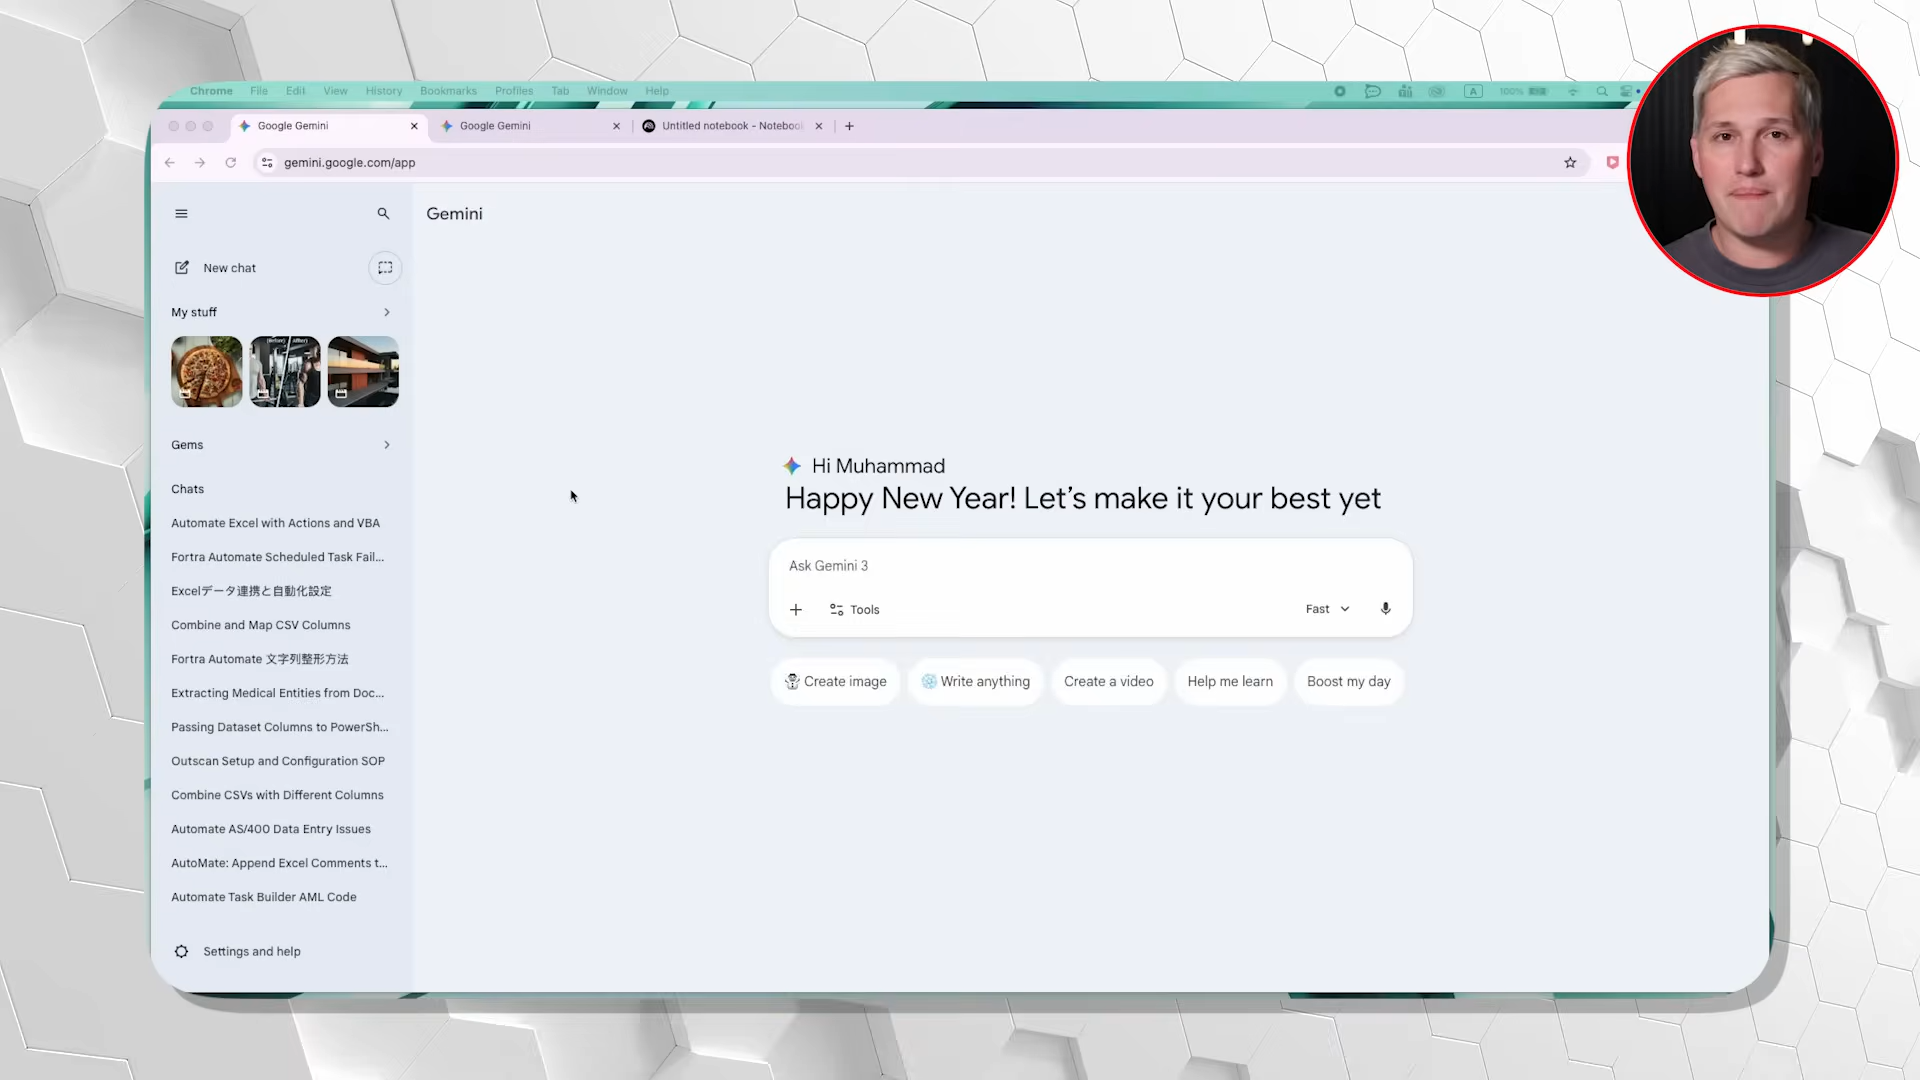 Chrome File Edit View History Bookmarks Profiles Tab Window Help A 100%
Google Gemini Google Gemini Untitled notebook - Notebook
gemini.google.com/app
Gemini
New chat
My stuff
Gems
Chats
Automate Excel with Actions and VBA
Fortra Automate Scheduled Task Fail...
Excelデータ連携と自動化設定
Combine and Map CSV Columns
Fortra Automate 文字列整形方法
Extracting Medical Entities from Doc...
Passing Dataset Columns to PowerSh...
Outscan Setup and Configuration SOP
Combine CSVs with Different Columns
Automate AS/400 Data Entry Issues
AutoMate: Append Excel Comments t...
Automate Task Builder AML Code
Settings and help
Hi Muhammad
Happy New Year! Let’s make it your best yet
Ask Gemini 3
Tools Fast
Create image Write anything Create a video Help me learn Boost my day